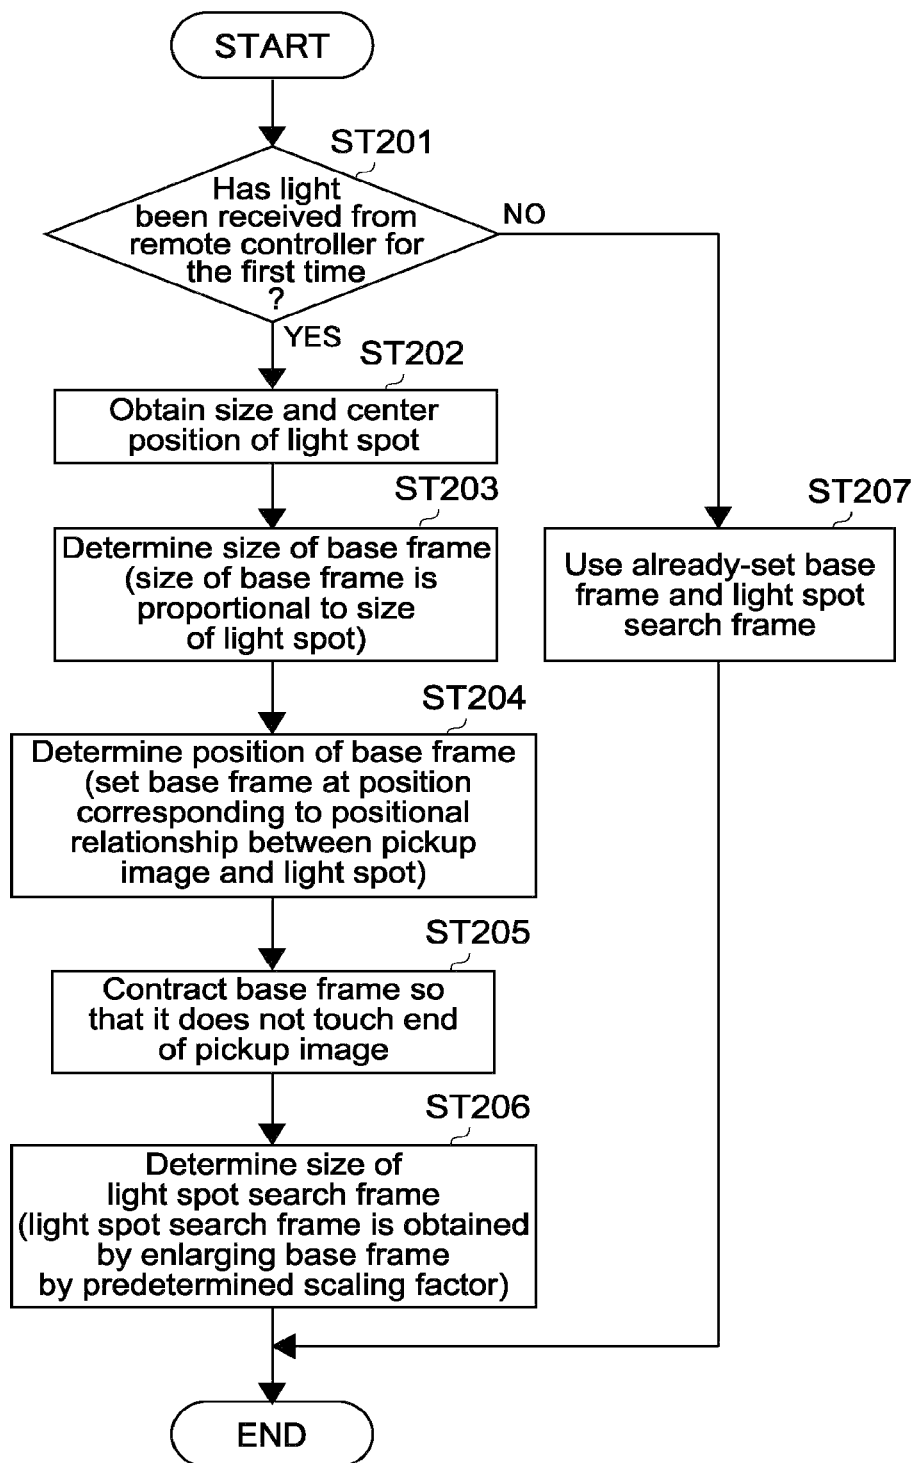 START
ST201
Has light
been received from
remote controller for
the first time
?
NO
YES
ST202
Obtain size and center
position of light spot
ST203
Determine size of base frame
(size of base frame is
proportional to size
of light spot)
ST207
Use already-set base
frame and light spot
search frame
ST204
Determine position of base frame
(set base frame at position
corresponding to positional
relationship between pickup
image and light spot)
ST205
Contract base frame so
that it does not touch end
of pickup image
ST206
Determine size of
light spot search frame
(light spot search frame is obtained
by enlarging base frame
by predetermined scaling factor)
END